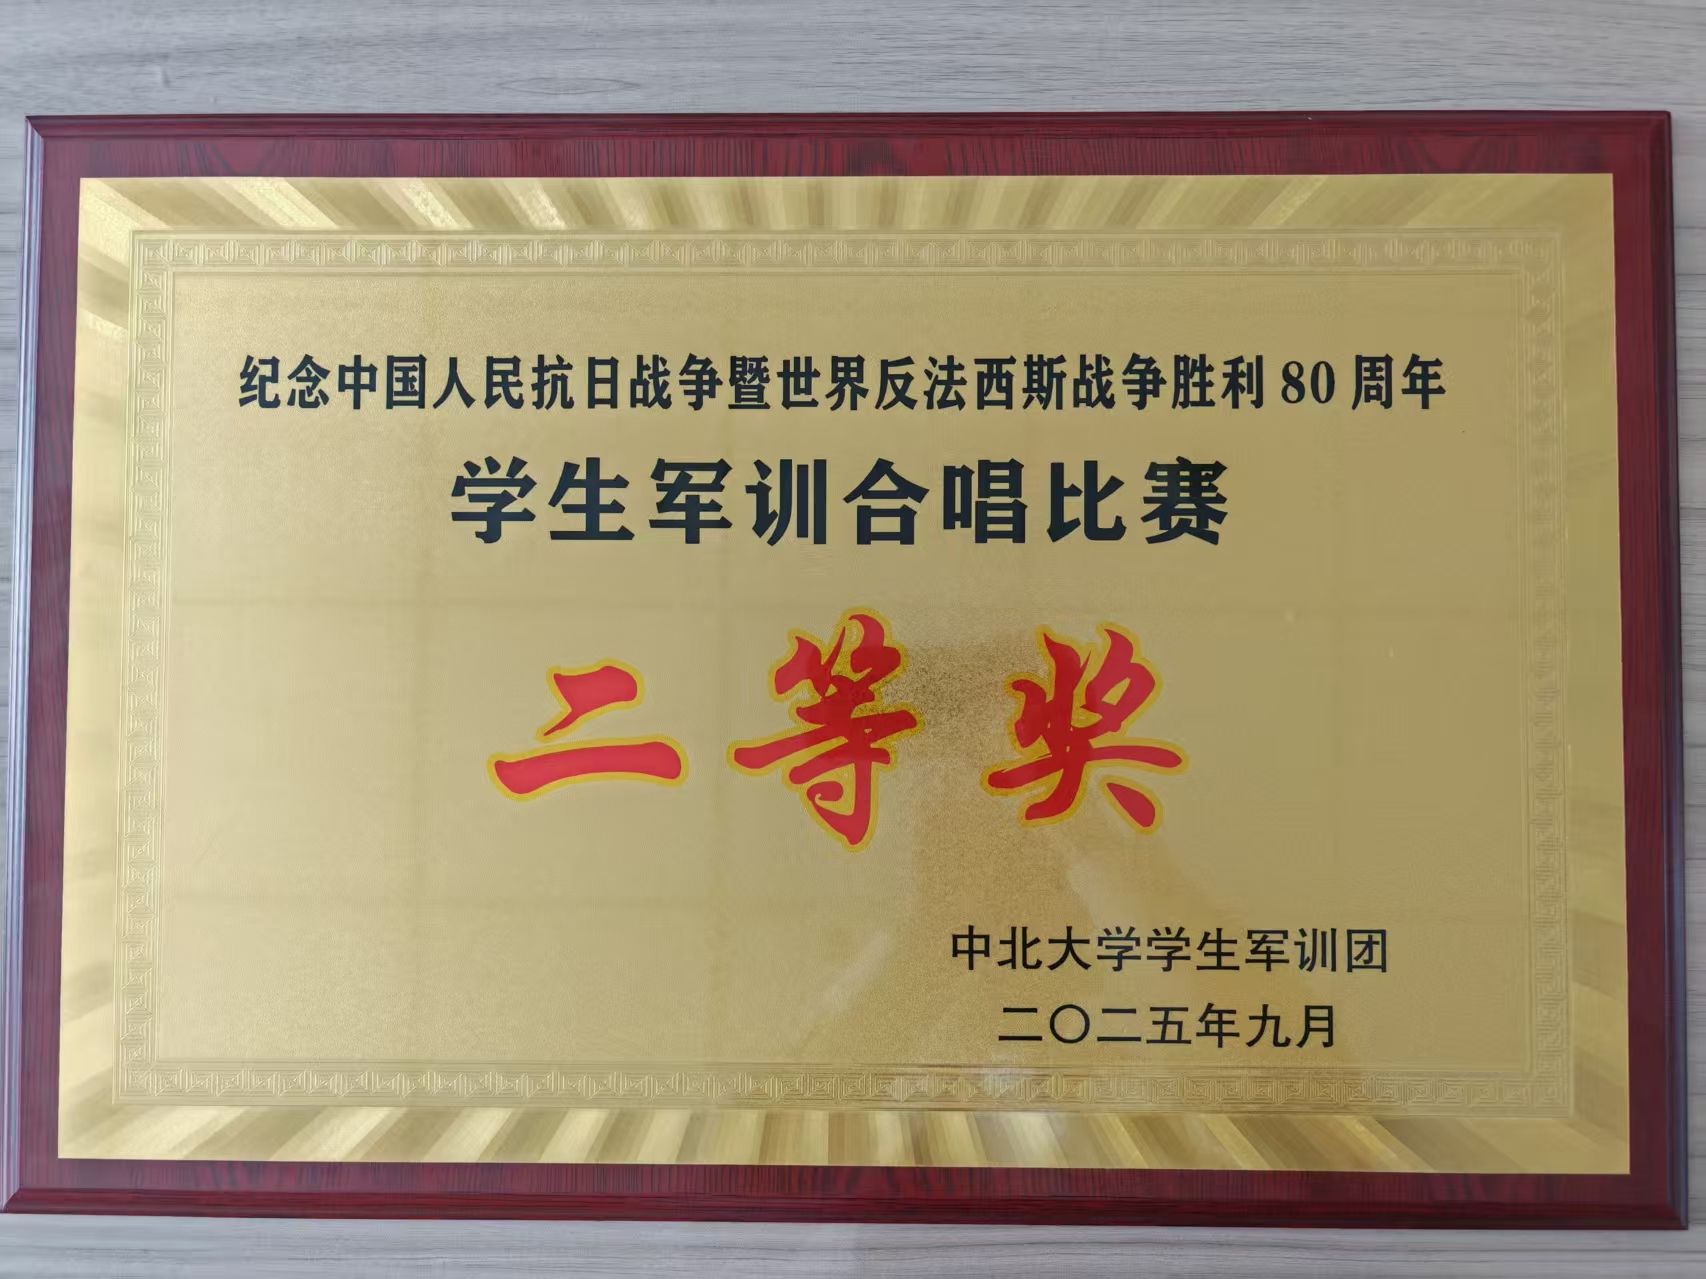 纪念中国人民抗日战争暨世界反法西斯战争胜利80周年
学生军训合唱比赛
二等奖
中北大学学生军训团
二〇二五年九月